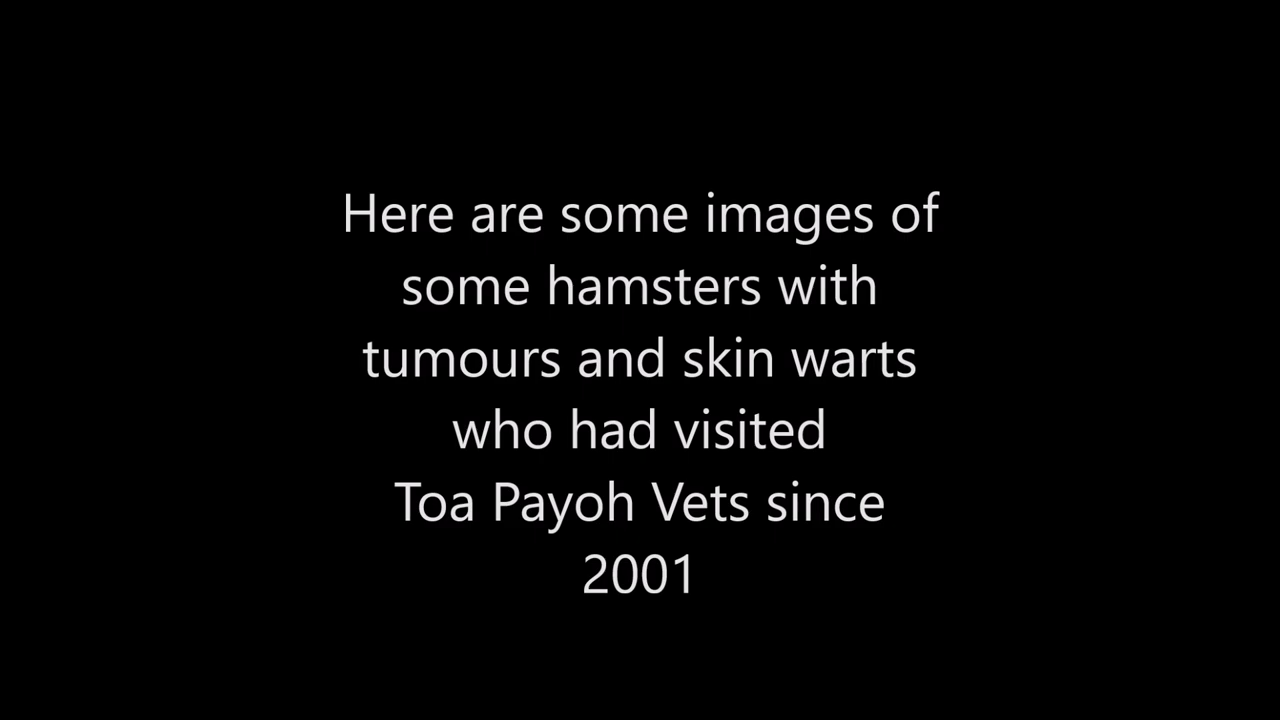 Here are some images of
some hamsters with
tumours and skin warts
who had visited
Toa Payoh Vets since
2001